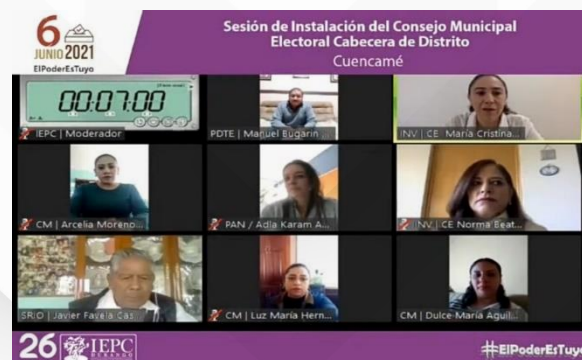 6
JUNIO 2021
ElPoderEsTuyo
Sesión de Instalación del Consejo Municipal
Electoral Cabecera de Distrito
Cuencamé
00:07:00
IEPC | Moderador
PDTE | Manuel Bugarin ...
INV | CE María Cristina...
CM | Arcelia Moreno...
PAN / Adla Karam A...
INV | CE Norma Beat...
SRIO | Javier Favela Cas...
CM | Luz María Hern...
CM | Dulce María Aguil...
26 IEPC
DURANGO
#ElPoderEsTuyo